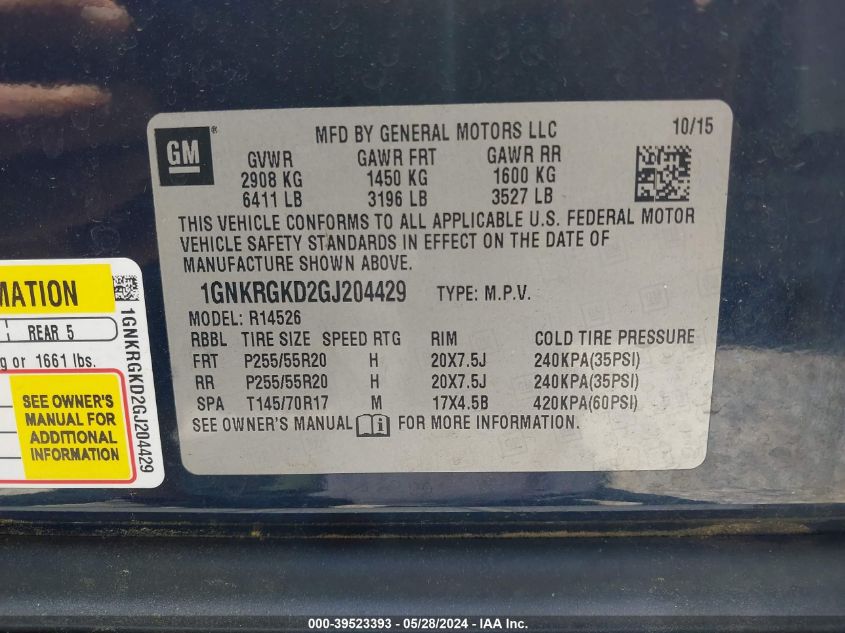 GM
MFD BY GENERAL MOTORS LLC 10/15
GVWR GAWR FRT GAWR RR
2908 KG 1450 KG 1600 KG
6411 LB 3196 LB 3527 LB
THIS VEHICLE CONFORMS TO ALL APPLICABLE U.S. FEDERAL MOTOR
VEHICLE SAFETY STANDARDS IN EFFECT ON THE DATE OF
MANUFACTURE SHOWN ABOVE.
1GNKRGKD2GJ204429 TYPE: M.P.V.
MODEL: R14526
RBBL TIRE SIZE SPEED RTG RIM COLD TIRE PRESSURE
FRT P255/55R20 H 20X7.5J 240KPA(35PSI)
RR P255/55R20 H 20X7.5J 240KPA(35PSI)
SPA T145/70R17 M 17X4.5B 420KPA(60PSI)
SEE OWNER'S MANUAL FOR MORE INFORMATION.
MATION
REAR 5
g or 1661 lbs.
SEE OWNER'S
MANUAL FOR
ADDITIONAL
INFORMATION
1GNKRGKD2GJ204429
000-39523393 - 05/28/2024 - IAA Inc.